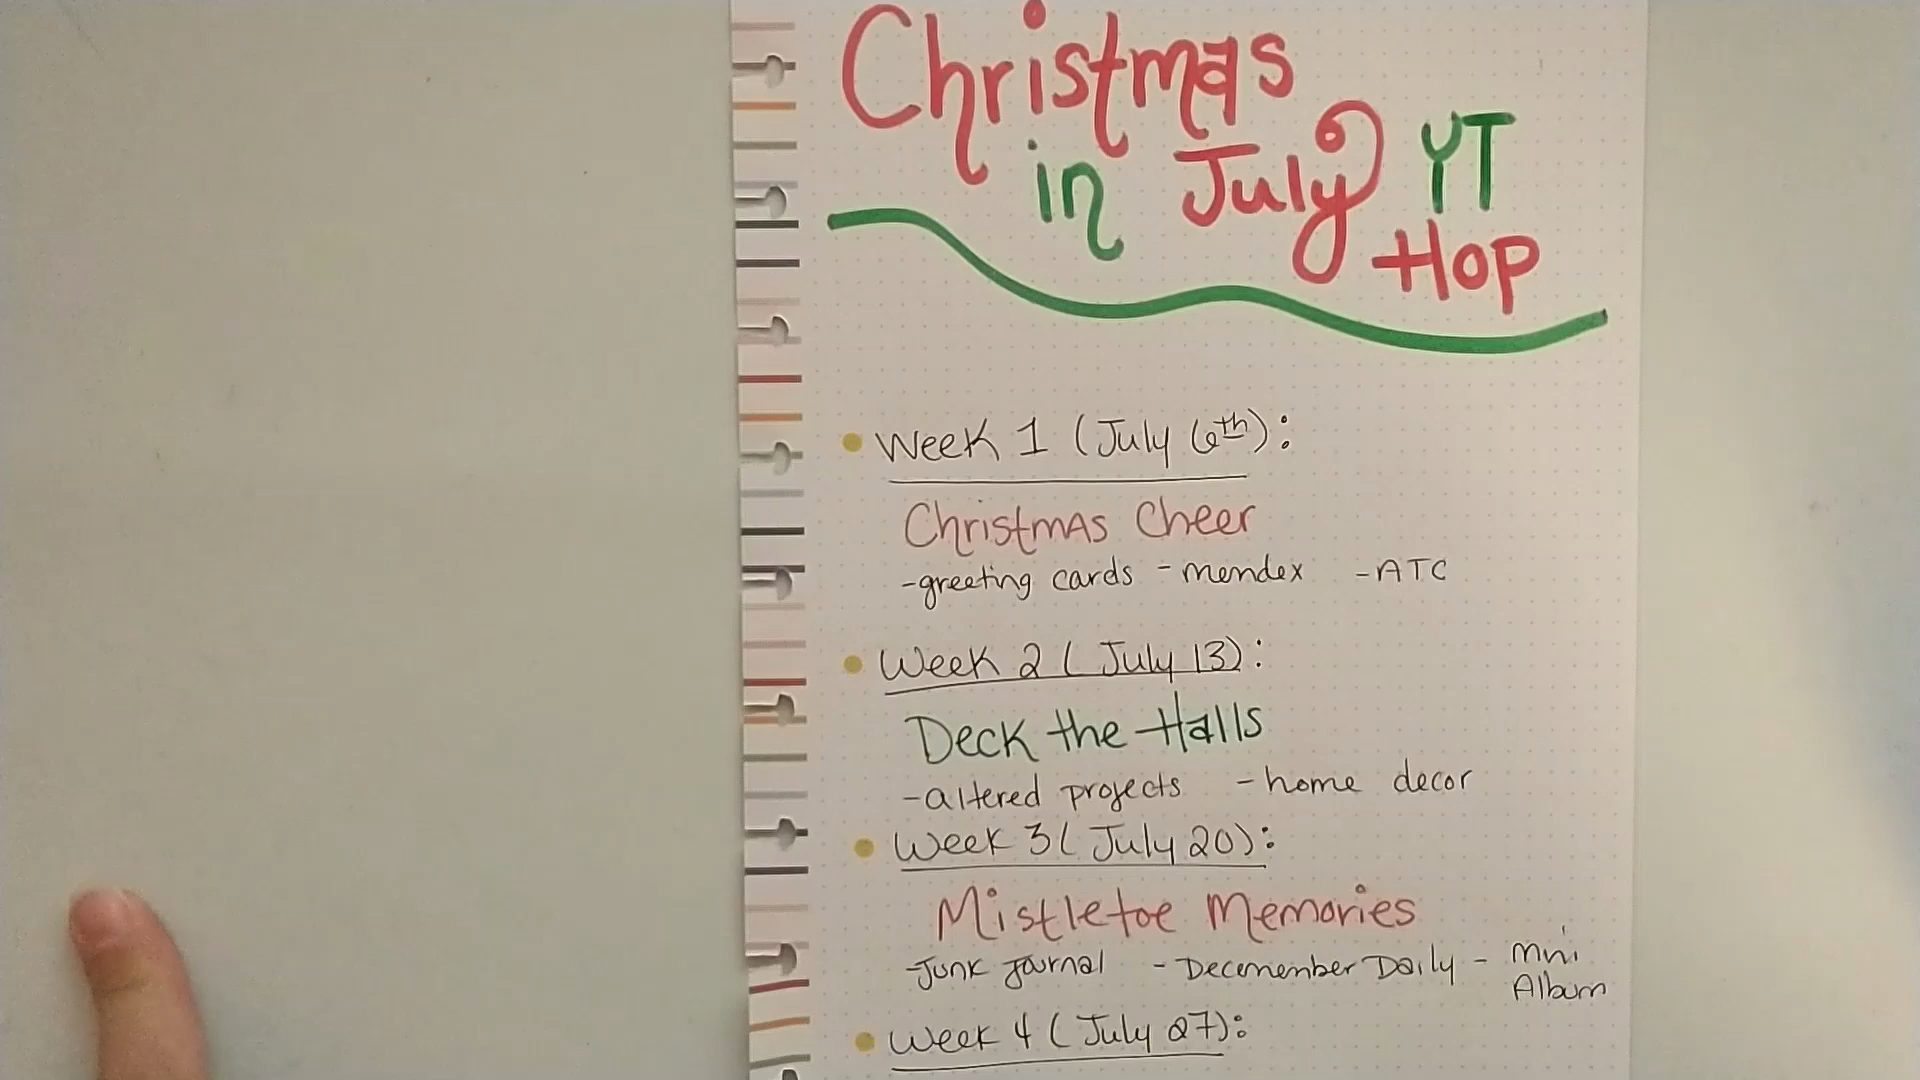 Christmas
in July YT
Hop
Week 1 (July 6th):
Christmas Cheer
-greeting cards - mendex -ATC
Week 2 (July 13):
Deck the Halls
-altered projects -home decor
Week 3 (July 20):
Mistletoe Memories
-Junk Journal - Decemember Daily - Mini
Album
Week 4 (July 27):